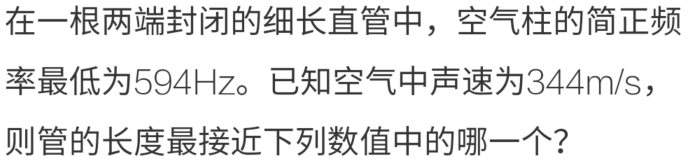 在一根两端封闭的细长直管中，空气柱的简正频
率最低为594Hz。已知空气中声速为344m/s，
则管的长度最接近下列数值中的哪一个？